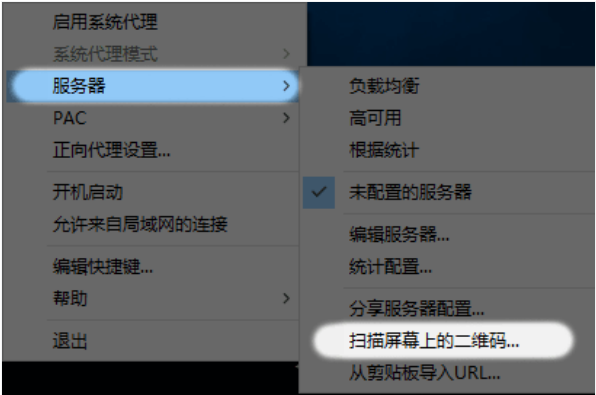 启用系统代理
系统代理模式
服务器
PAC
正向代理设置...
开机启动
允许来自局域网的连接
编辑快捷键...
帮助
退出
负载均衡
高可用
根据统计
未配置的服务器
编辑服务器...
统计配置...
分享服务器配置...
扫描屏幕上的二维码...
从剪贴板导入URL...